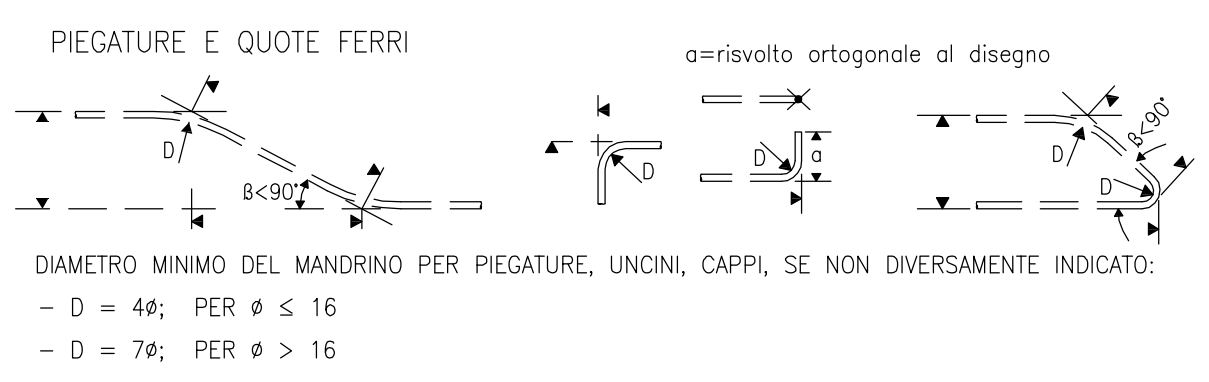 PIEGATURE E QUOTE FERRI
a=risvolto ortogonale al disegno
D
ß<90°
D
D
a
D
ß<90°
D
DIAMETRO MINIMO DEL MANDRINO PER PIEGATURE, UNCINI, CAPPI, SE NON DIVERSAMENTE INDICATO:
– D = 4ø; PER ø ≤ 16
– D = 7ø; PER ø > 16